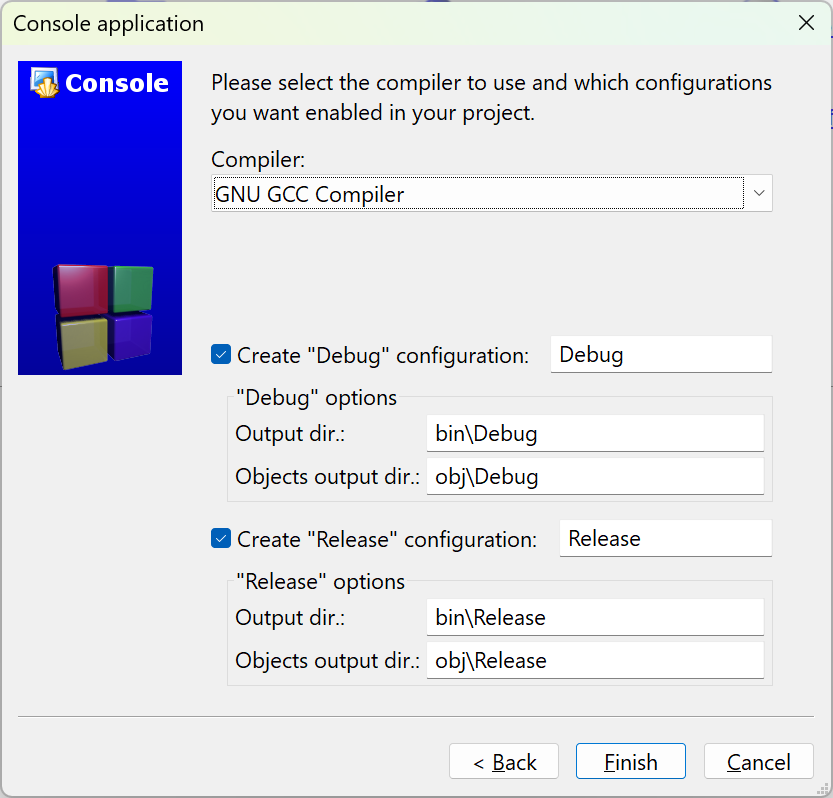 Console application
Console
Please select the compiler to use and which configurations
you want enabled in your project.
Compiler:
GNU GCC Compiler
Create "Debug" configuration: Debug
"Debug" options
Output dir.: bin\Debug
Objects output dir.: obj\Debug
Create "Release" configuration: Release
"Release" options
Output dir.: bin\Release
Objects output dir.: obj\Release
< Back Finish Cancel